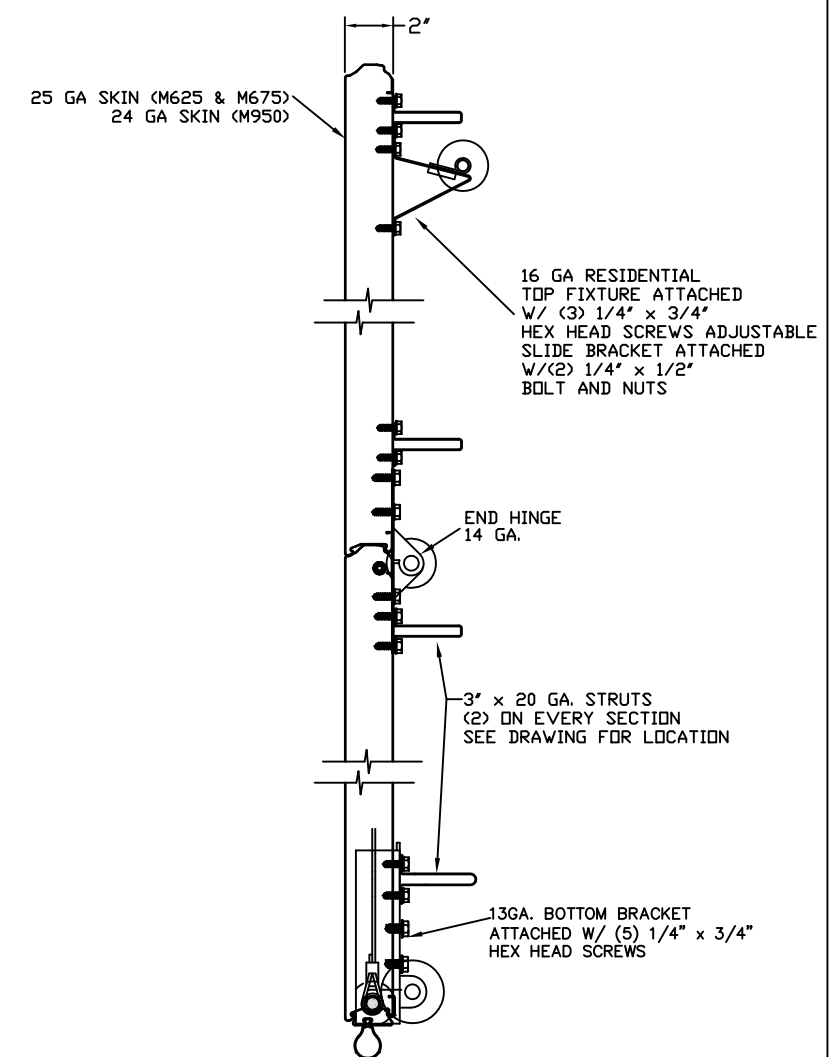 2"
25 GA SKIN (M625 & M675)
24 GA SKIN (M950)
16 GA RESIDENTIAL
TOP FIXTURE ATTACHED
W/ (3) 1/4" x 3/4"
HEX HEAD SCREWS ADJUSTABLE
SLIDE BRACKET ATTACHED
W/(2) 1/4" x 1/2"
BOLT AND NUTS
END HINGE
14 GA.
3" x 20 GA. STRUTS
(2) ON EVERY SECTION
SEE DRAWING FOR LOCATION
13GA. BOTTOM BRACKET
ATTACHED W/ (5) 1/4" x 3/4"
HEX HEAD SCREWS